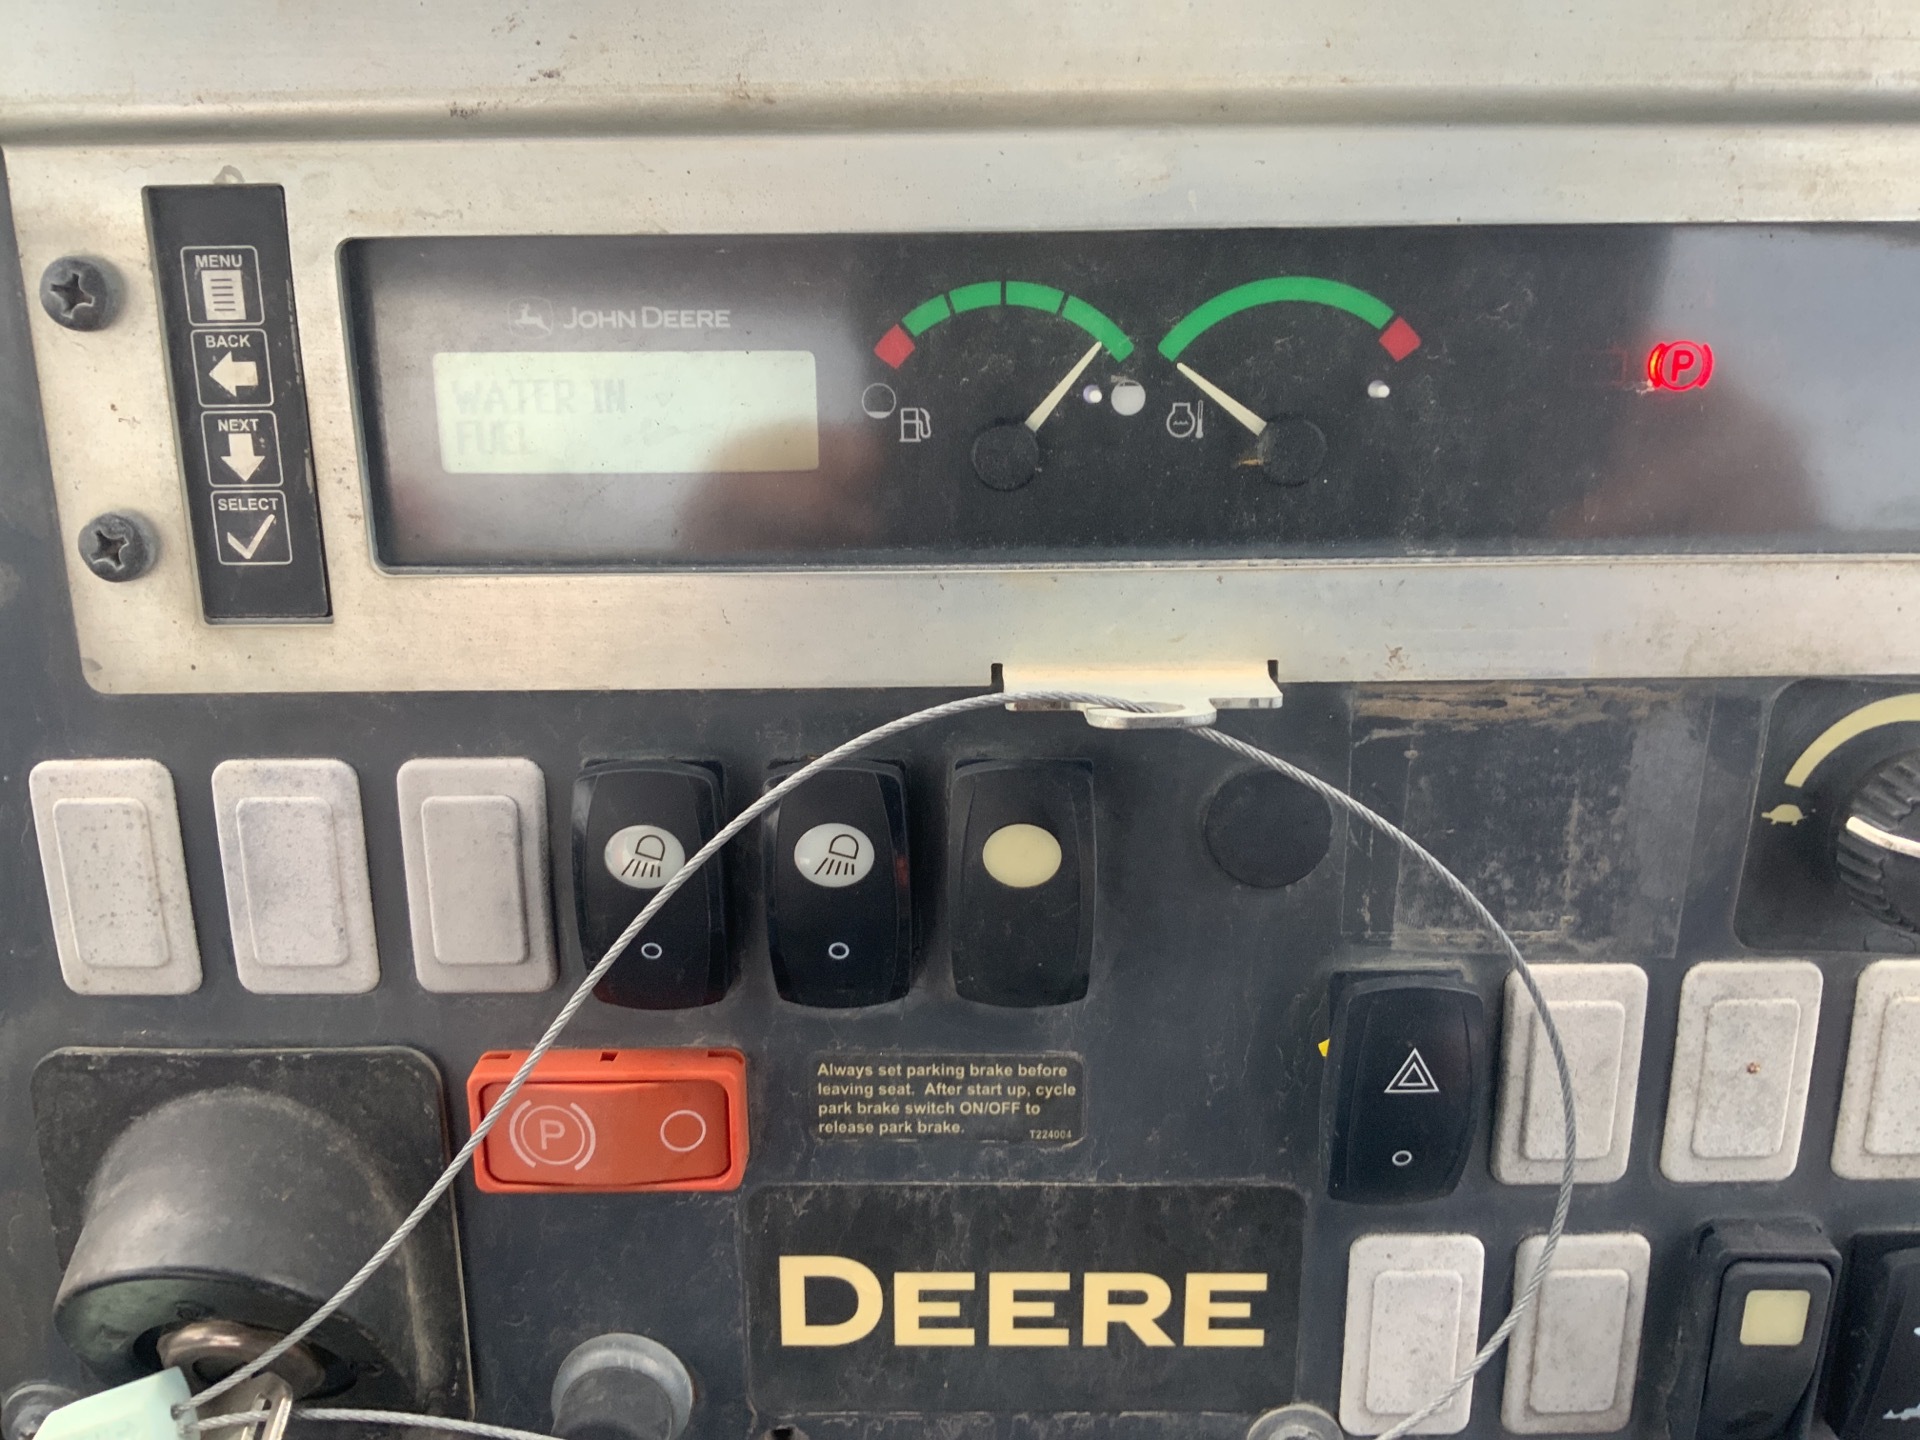 MENU
BACK
NEXT
SELECT
JOHN DEERE
WATER IN
FUEL
P
P
Always set parking brake before
leaving seat. After start up, cycle
park brake switch ON/OFF to
release park brake.
T224004
DEERE